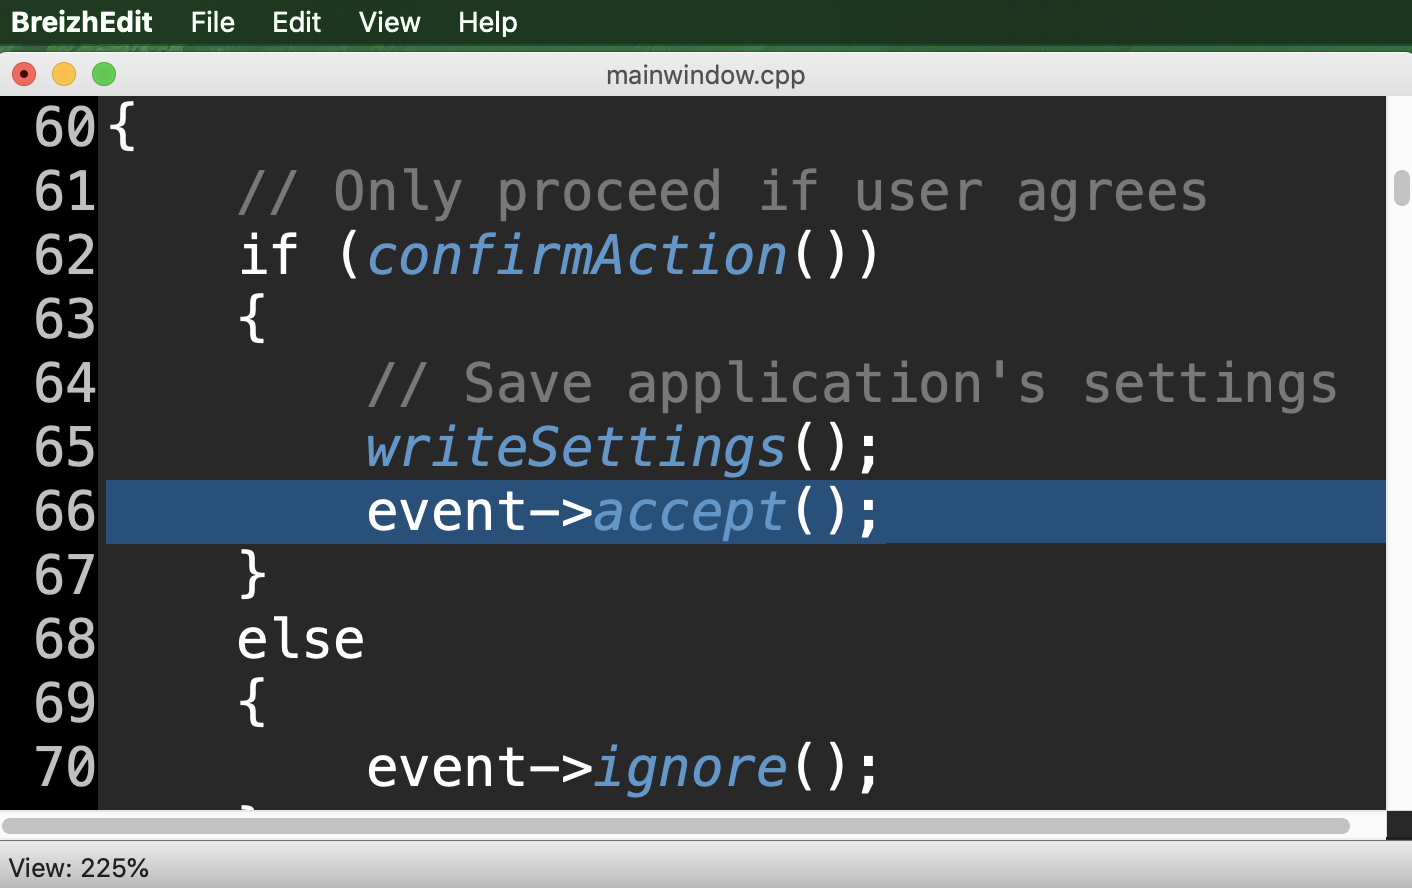 BreizhEdit File Edit View Help
mainwindow.cpp
60 {
61 // Only proceed if user agrees
62 if (confirmAction())
63 {
64 // Save application's settings
65 writeSettings();
66 event->accept();
67 }
68 else
69 {
70 event->ignore();
View: 225%